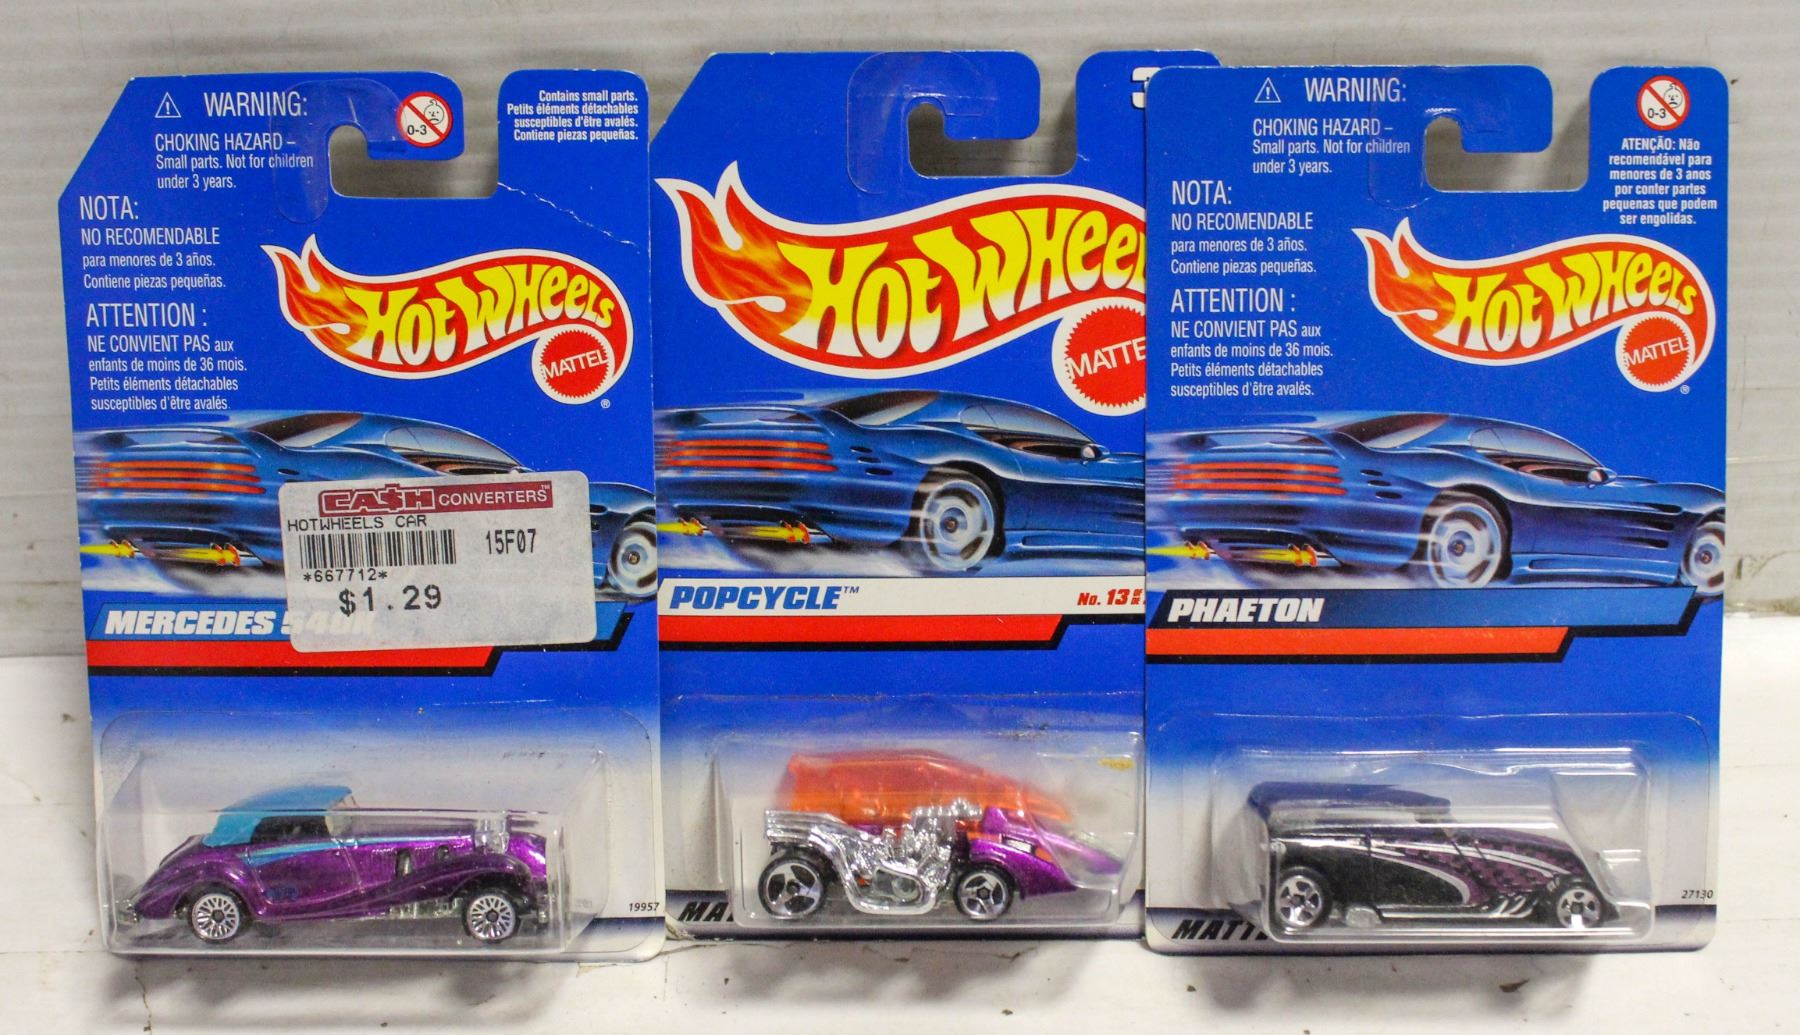 WARNING:
CHOKING HAZARD –
Small parts. Not for children
under 3 years.
0-3
Contains small parts.
Petits éléments détachables
susceptibles d'être avalés.
Contiene piezas pequeñas.
NOTA:
NO RECOMENDABLE
para menores de 3 años.
Contiene piezas pequeñas.
ATTENTION :
NE CONVIENT PAS aux
enfants de moins de 36 mois.
Petits éléments détachables
susceptibles d'être avalés.
HOT WHEELS
MATTEL
®
CA$H CONVERTERS™
HOTWHEELS CAR
15F07
*667712*
$1.29
MERCEDES 540K
19957
HOT WHEELS
MATTEL
POPCYCLE™
No. 13
MA
WARNING:
CHOKING HAZARD –
Small parts. Not for children
under 3 years.
0-3
ATENÇÃO: Não
recomendável para
menores de 3 anos
por conter partes
pequenas que podem
ser engolidas.
NOTA:
NO RECOMENDABLE
para menores de 3 años.
Contiene piezas pequeñas.
ATTENTION :
NE CONVIENT PAS aux
enfants de moins de 36 mois.
Petits éléments détachables
susceptibles d'être avalés.
HOT WHEELS
MATTEL
®
PHAETON
27130
MATT